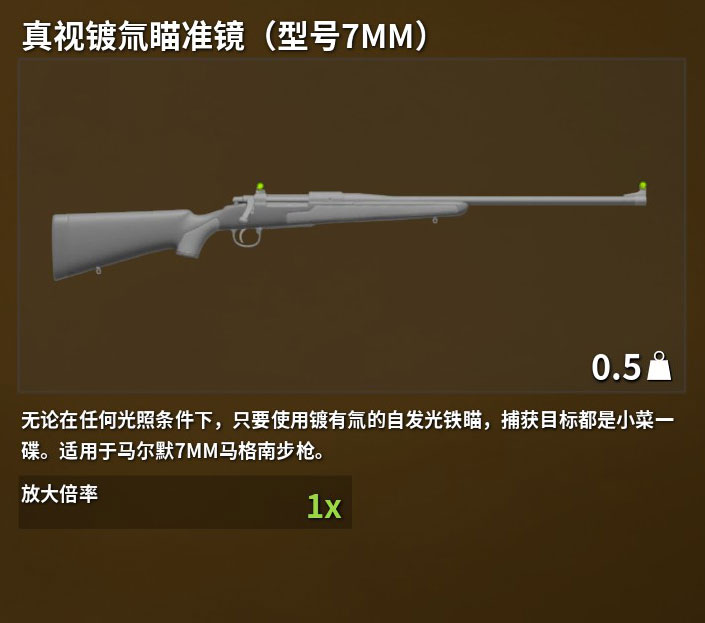 真视镀氚瞄准镜（型号7MM）
0.5
无论在任何光照条件下，只要使用镀有氚的自发光铁瞄，捕获目标都是小菜一
碟。适用于马尔默7MM马格南步枪。
放大倍率
1x